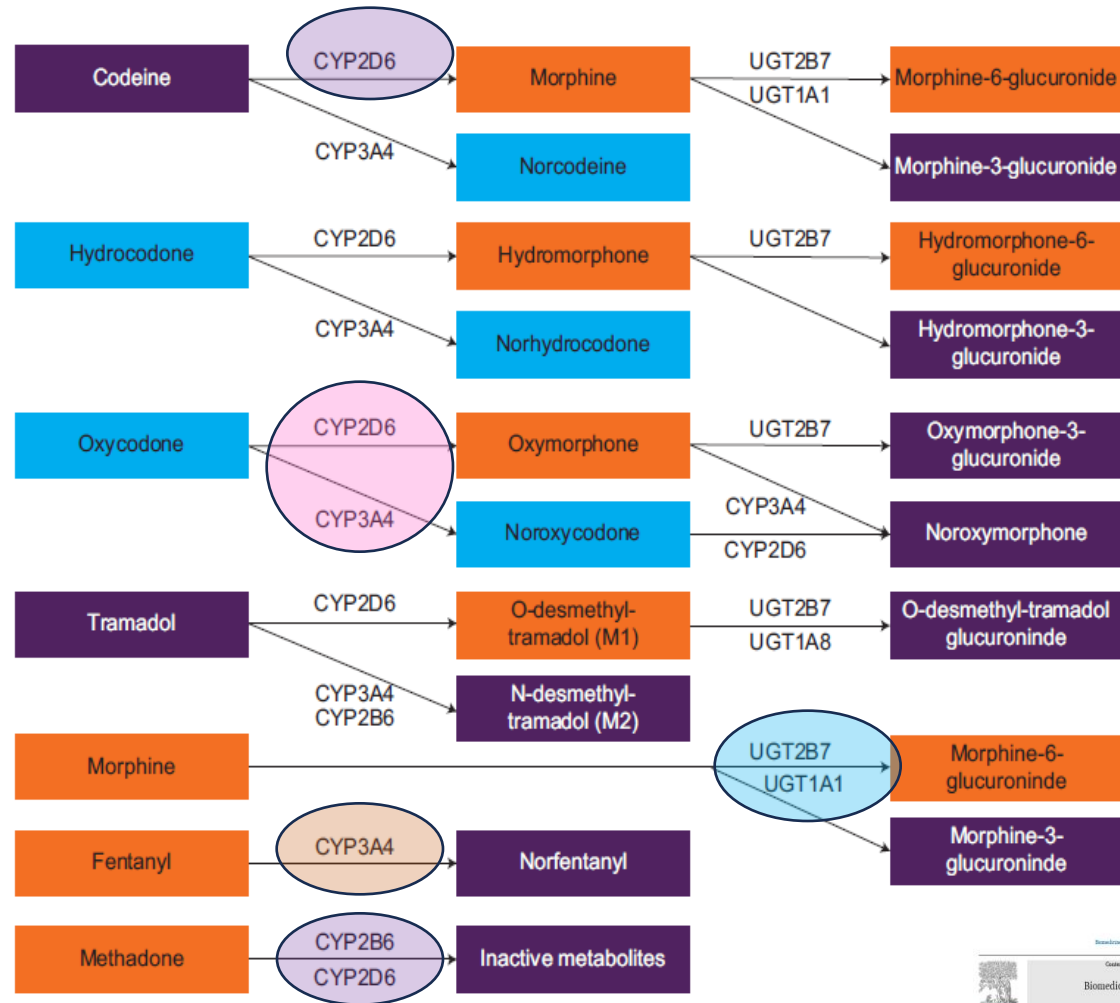 Codeine
CYP2D6
Morphine
UGT2B7
UGT1A1
Morphine-6-glucuronide
CYP3A4
Norcodeine
Morphine-3-glucuronide
Hydrocodone
CYP2D6
Hydromorphone
UGT2B7
Hydromorphone-6-
glucuronide
CYP3A4
Norhydrocodone
Hydromorphone-3-
glucuronide
Oxycodone
CYP2D6
Oxymorphone
UGT2B7
Oxymorphone-3-
glucuronide
CYP3A4
Noroxycodone
CYP3A4
CYP2D6
Noroxymorphone
Tramadol
CYP2D6
O-desmethyl-
tramadol (M1)
UGT2B7
UGT1A8
O-desmethyl-tramadol
glucuroninde
CYP3A4
CYP2B6
N-desmethyl-
tramadol (M2)
Morphine
UGT2B7
UGT1A1
Morphine-6-
glucuroninde
Morphine-3-
glucuroninde
Fentanyl
CYP3A4
Norfentanyl
Methadone
CYP2B6
CYP2D6
Inactive metabolites